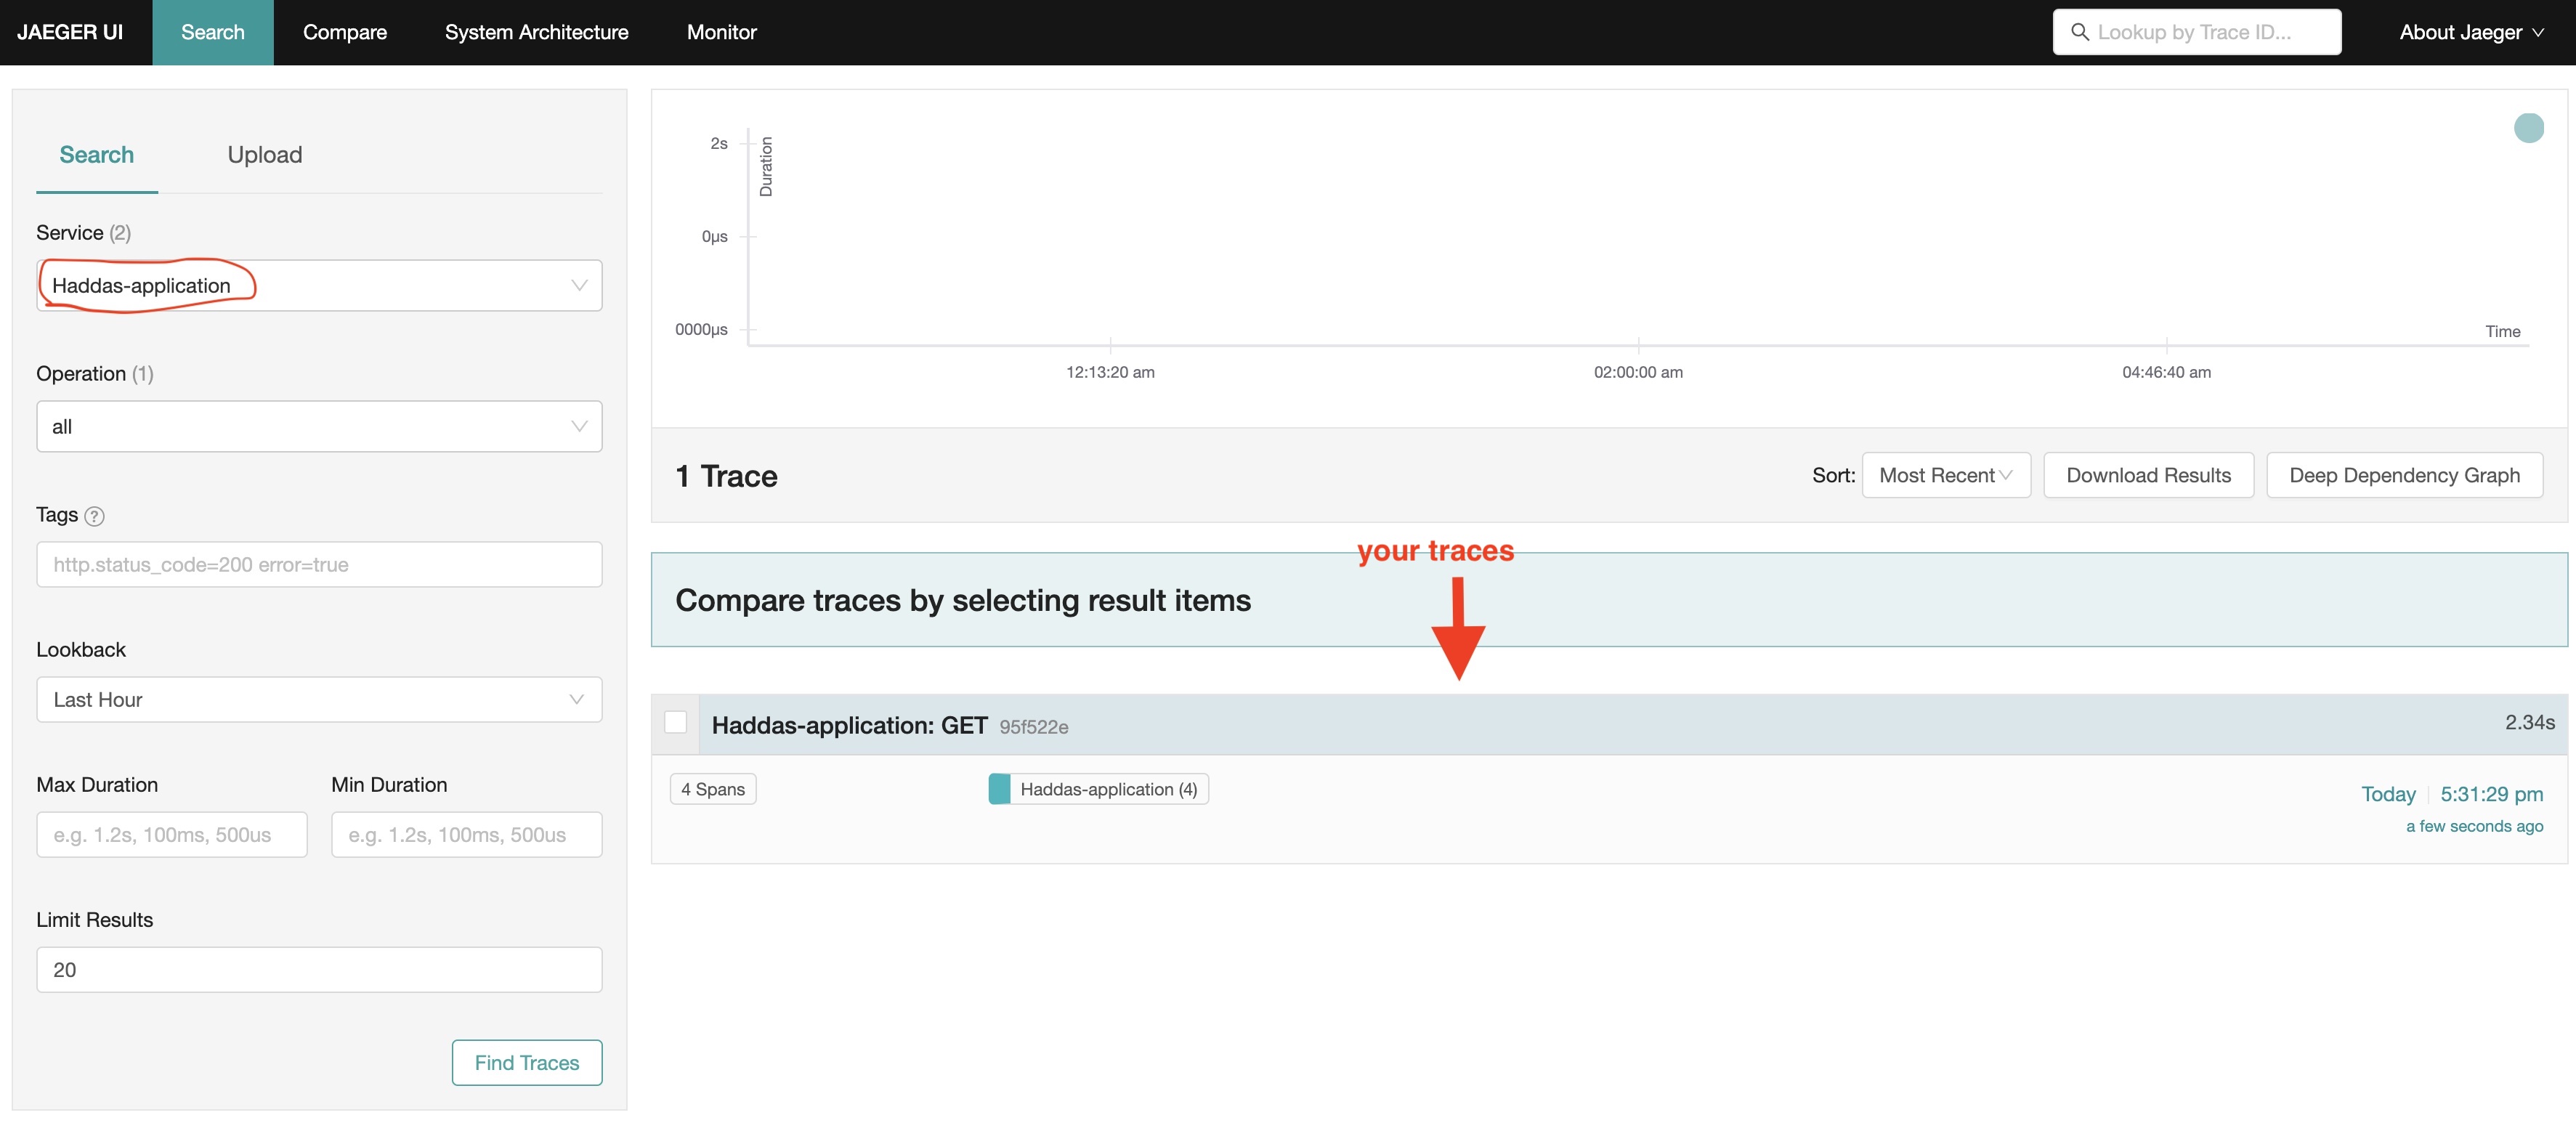 JAEGER UI
Search
Compare
System Architecture
Monitor
Lookup by Trace ID...
About Jaeger
Search
Upload
Service (2)
Haddas-application
Operation (1)
all
Tags ?
http.status_code=200 error=true
Lookback
Last Hour
Max Duration
Min Duration
e.g. 1.2s, 100ms, 500us
e.g. 1.2s, 100ms, 500us
Limit Results
20
Find Traces
Duration
2s
0μs
0000μs
Time
12:13:20 am
02:00:00 am
04:46:40 am
1 Trace
Sort:
Most Recent
Download Results
Deep Dependency Graph
your traces
Compare traces by selecting result items
Haddas-application: GET 95f522e
2.34s
4 Spans
Haddas-application (4)
Today
5:31:29 pm
a few seconds ago